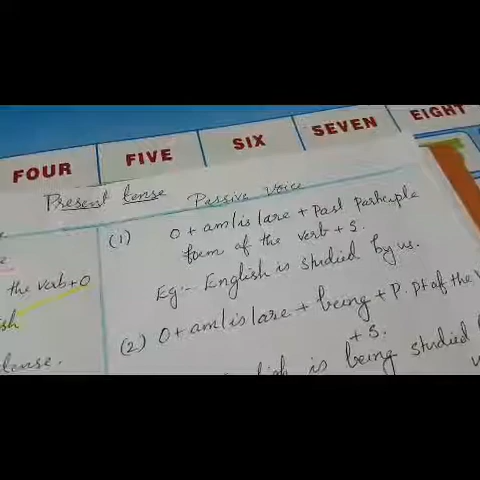 FOUR FIVE SIX SEVEN EIGHT
Present tense Passive Voice
(1) O + am/is/are + Past Participle
form of the verb + S.
the verb + O
Eg:- English is studied by us.
(2) O + am/is/are + being + P. pt of the
+ S.
tense.
is being studied